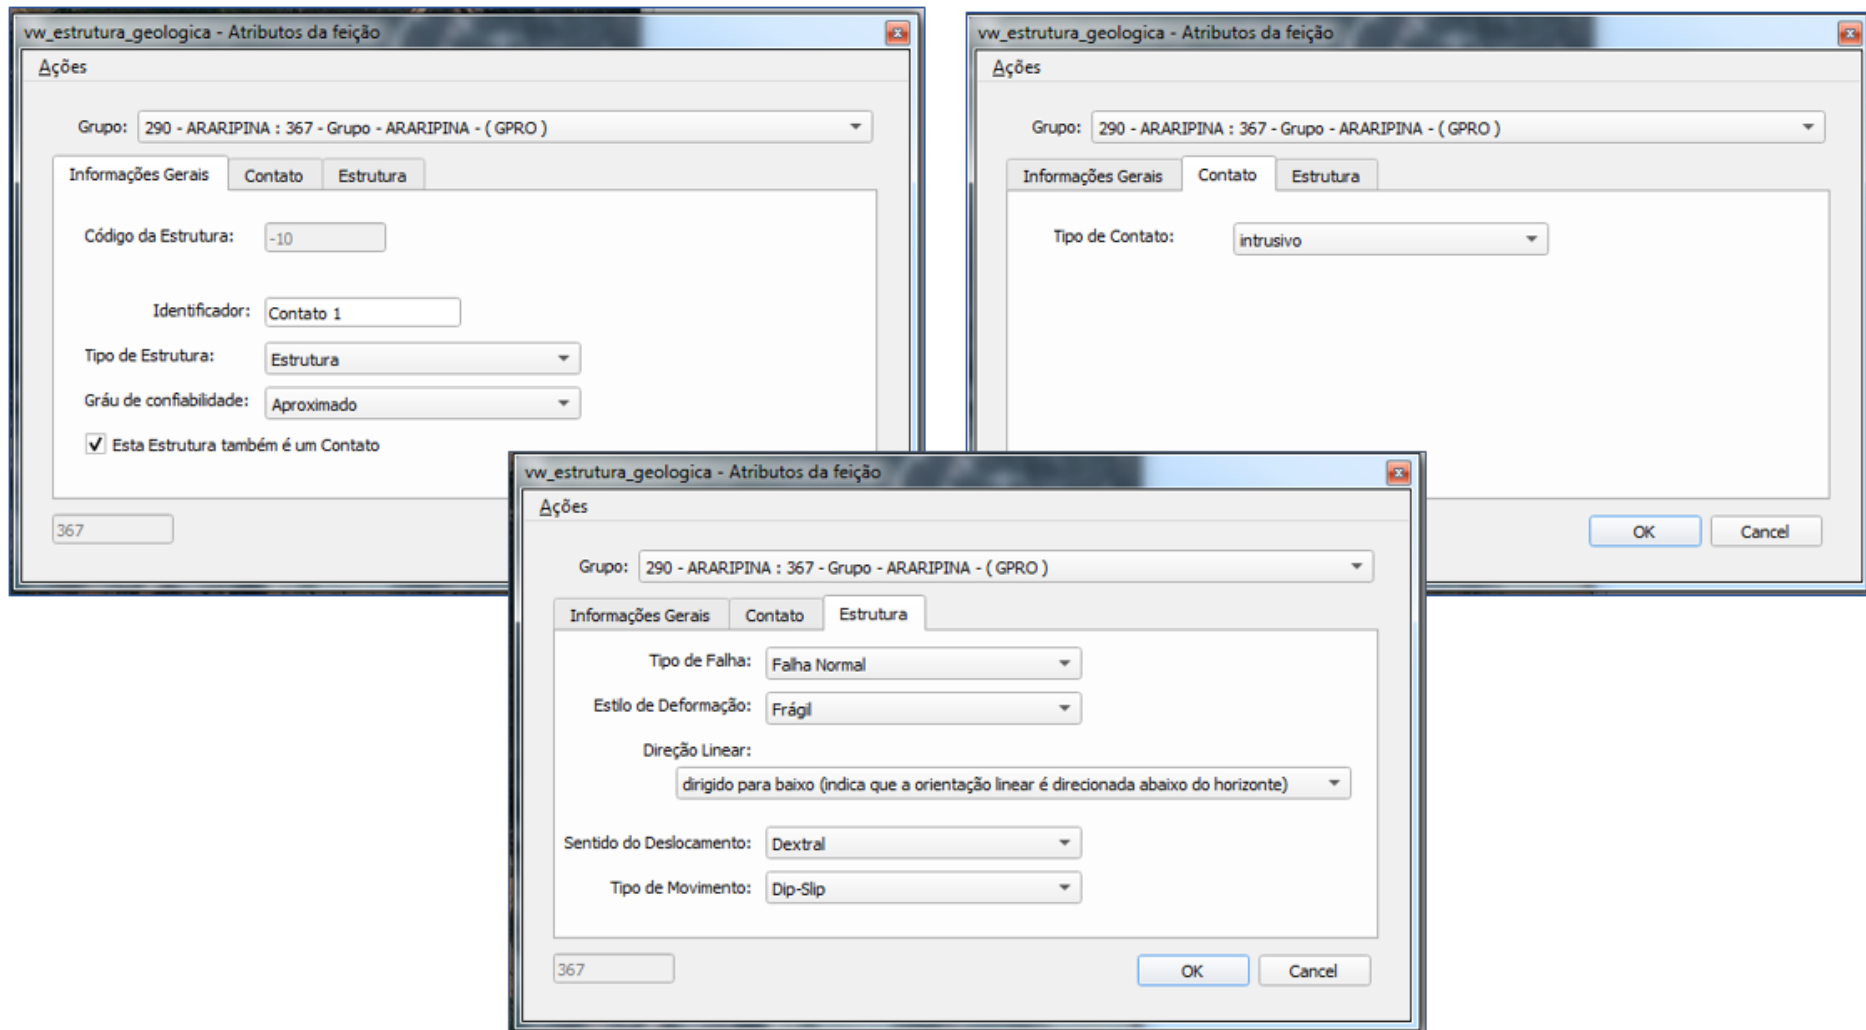 vw_estrutura_geologica - Atributos da feição
Ações
Grupo: 290 - ARARIPINA : 367 - Grupo - ARARIPINA - ( GPRO )
Informações Gerais Contato Estrutura
Código da Estrutura: -10
Identificador: Contato 1
Tipo de Estrutura: Estrutura
Gráu de confiabilidade: Aproximado
Esta Estrutura também é um Contato
367
vw_estrutura_geologica - Atributos da feição
Ações
Grupo: 290 - ARARIPINA : 367 - Grupo - ARARIPINA - ( GPRO )
Informações Gerais Contato Estrutura
Tipo de Contato: intrusivo
OK Cancel
vw_estrutura_geologica - Atributos da feição
Ações
Grupo: 290 - ARARIPINA : 367 - Grupo - ARARIPINA - ( GPRO )
Informações Gerais Contato Estrutura
Tipo de Falha: Falha Normal
Estilo de Deformação: Frágil
Direção Linear:
dirigido para baixo (indica que a orientação linear é direcionada abaixo do horizonte)
Sentido do Deslocamento: Dextral
Tipo de Movimento: Dip-Slip
367
OK Cancel